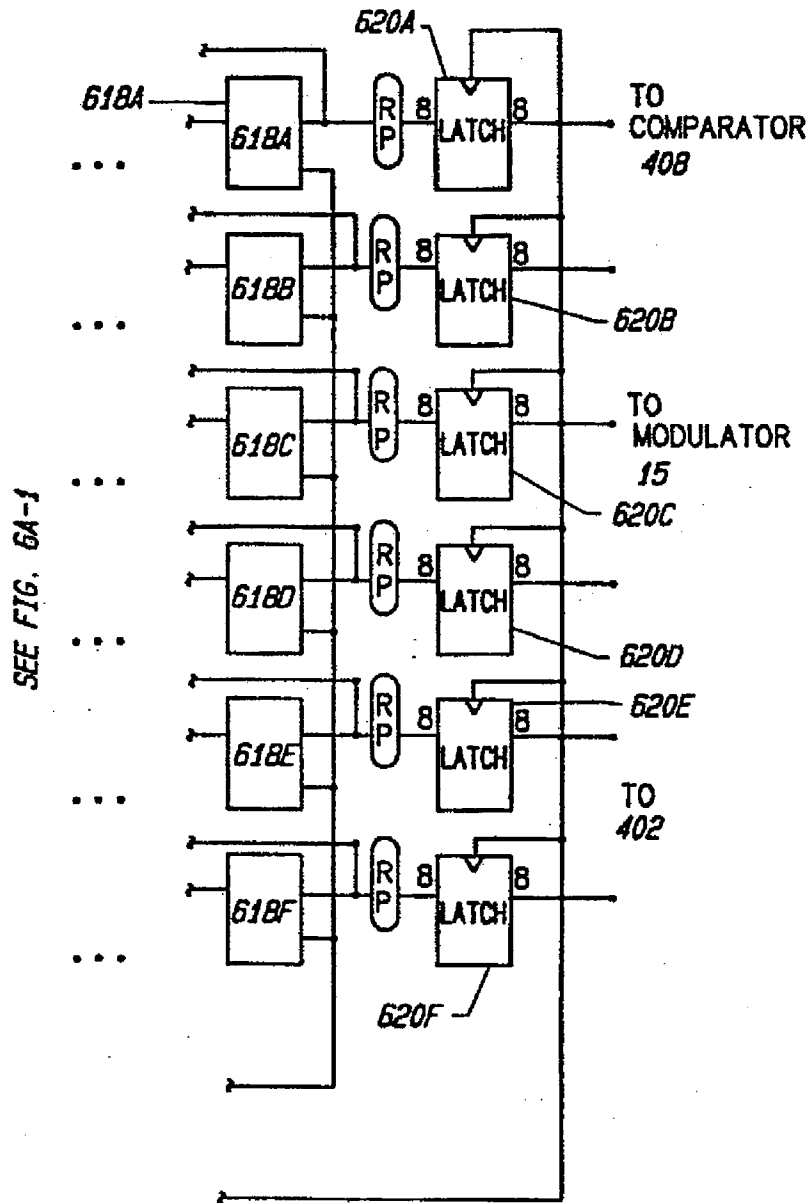 620A
618A
618A
R
P
8
LATCH
8
TO
COMPARATOR
408
...
618B
R
P
8
LATCH
8
620B
...
618C
R
P
8
LATCH
8
TO
MODULATOR
15
620C
...
SEE FIG. 6A-1
618D
R
P
8
LATCH
8
620D
...
618E
R
P
8
LATCH
8
620E
TO
402
...
618F
R
P
8
LATCH
8
620F
...